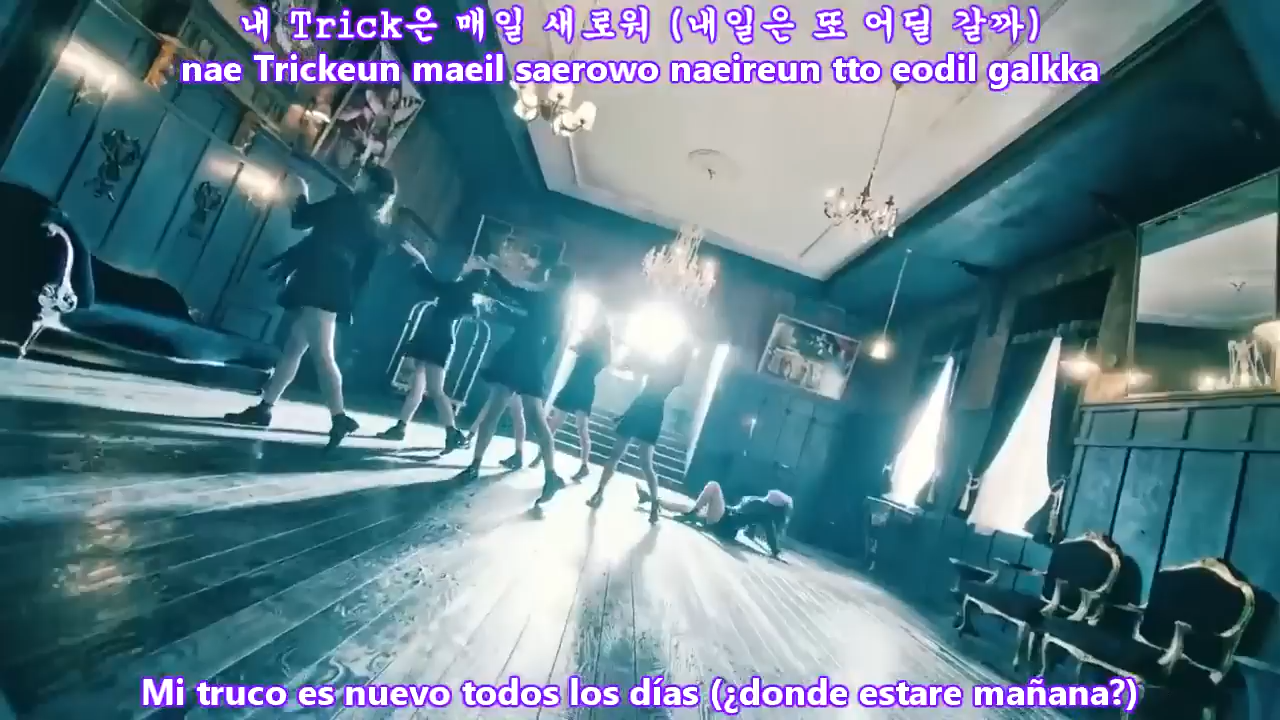 내 Trick은 매일 새로워 (내일은 또 어딜 갈까)
nae Trickeun maeil saerowo naeireun tto eodil galkka
Mi truco es nuevo todos los días (¿donde estare mañana?)